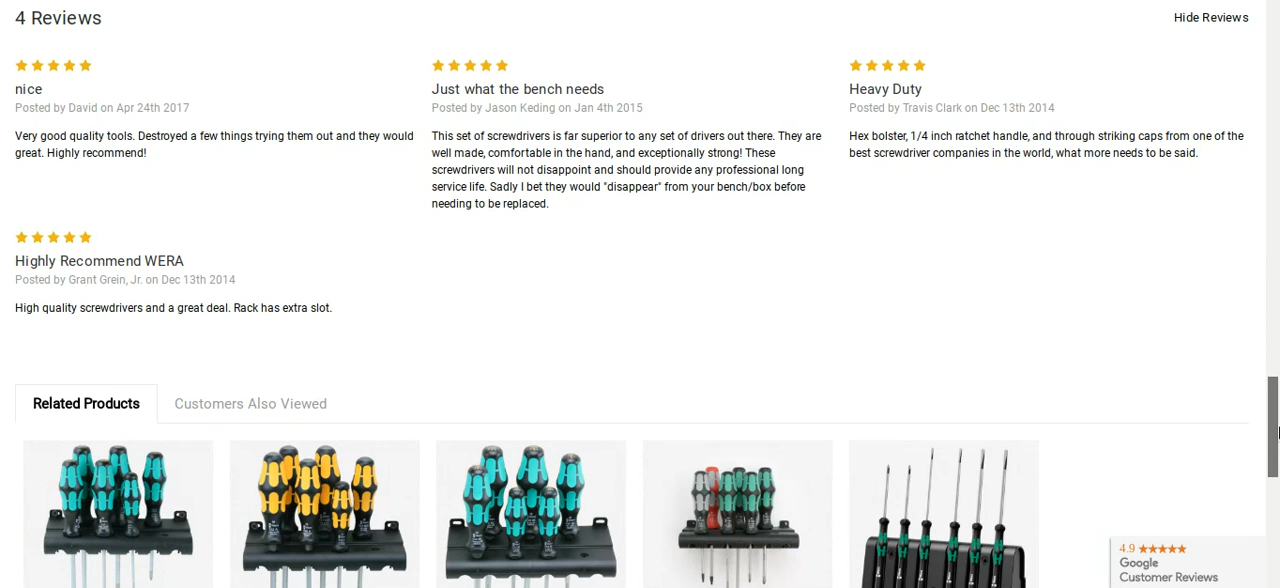 4 Reviews
Hide Reviews
nice
Posted by David on Apr 24th 2017
Very good quality tools. Destroyed a few things trying them out and they would
great. Highly recommend!
Just what the bench needs
Posted by Jason Keding on Jan 4th 2015
This set of screwdrivers is far superior to any set of drivers out there. They are
well made, comfortable in the hand, and exceptionally strong! These
screwdrivers will not disappoint and should provide any professional long
service life. Sadly I bet they would "disappear" from your bench/box before
needing to be replaced.
Heavy Duty
Posted by Travis Clark on Dec 13th 2014
Hex bolster, 1/4 inch ratchet handle, and through striking caps from one of the
best screwdriver companies in the world, what more needs to be said.
Highly Recommend WERA
Posted by Grant Grein, Jr. on Dec 13th 2014
High quality screwdrivers and a great deal. Rack has extra slot.
Related Products
Customers Also Viewed
4.9
Google
Customer Reviews